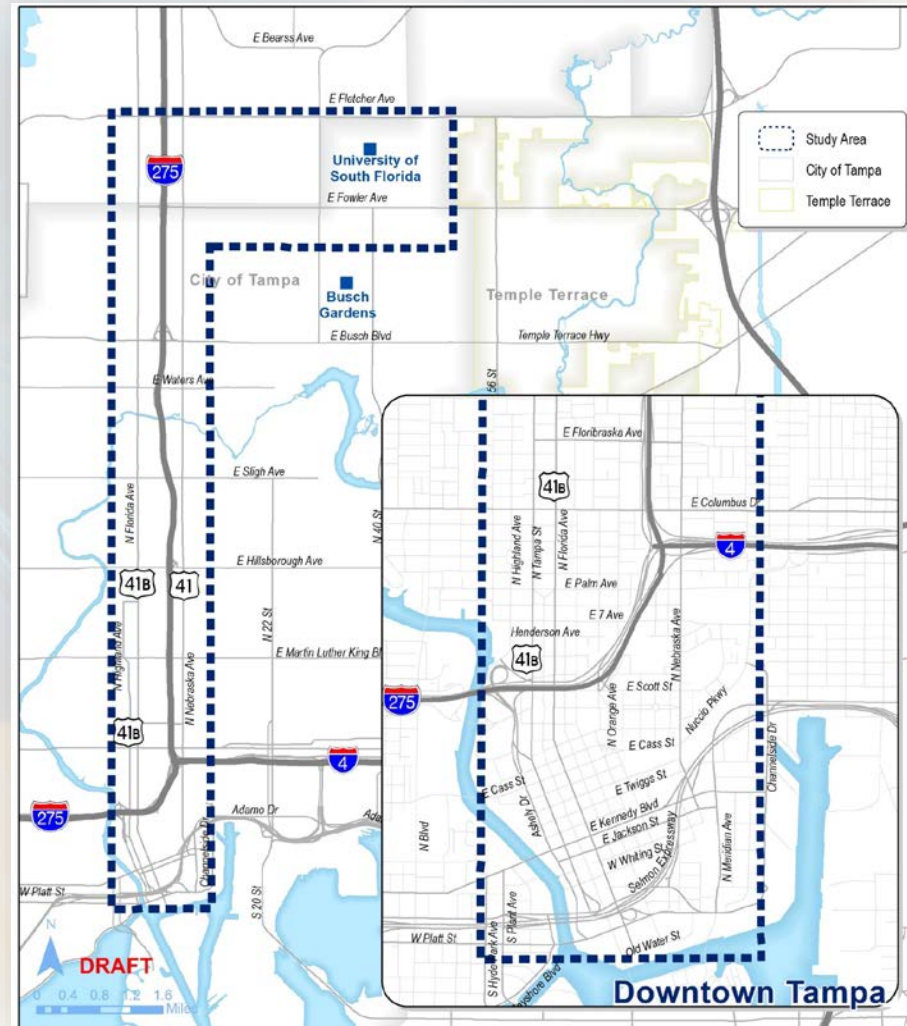 E Bearss Ave
E Fletcher Ave
275
University of
South Florida
E Fowler Ave
Study Area
City of Tampa
Temple Terrace
City of Tampa
Busch
Gardens
Temple Terrace
E Busch Blvd
Temple Terrace Hwy
E Waters Ave
56 St
E Sligh Ave
N Florida Ave
N 40 St
E Hillsborough Ave
41B
41
N 22 St
E Martin Luther King Bl
N Highland Ave
N Nebraska Ave
41B
4
275
Adamo Dr
Ada
Channelside Dr
W Platt St
S 20 St
N
DRAFT
0 0.4 0.8 1.2 1.6
Miles
E Floribraska Ave
41B
E Columbus Dr
N Highland Ave
N Tampa St
N Florida Ave
4
E Palm Ave
E 7 Ave
Henderson Ave
41B
N Nebraska Ave
275
E Scott St
N Orange Ave
Nuccio Pkwy
E Cass St
Channelside Dr
E Cass St
E Twiggs St
Ashely Dr
E Kennedy Blvd
E Jackson St
N Blvd
W Whiting St
Selmon Expressway
N Meridian Ave
S Plant Ave
W Platt St
S Hyde Park Ave
Old Water St
ayshore Blvd
Downtown Tampa